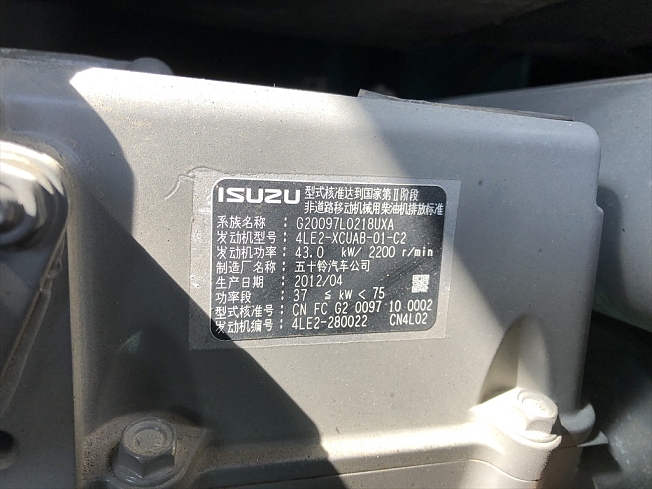 ISUZU 型式核准达到国家第Ⅱ阶段
非道路移动机械用柴油机排放标准
系族名称 : G20097L0218UXA
发动机型号 : 4LE2-XCUAB-01-C2
发动机功率 : 43.0 kW/ 2200 r/min
制造厂名称 : 五十铃汽车公司
生产日期 : 2012/04
功率段 : 37 ≤ kW < 75
型式核准号 : CN FC G2 0097 10 0002
发动机编号 : 4LE2-280022 CN4L02